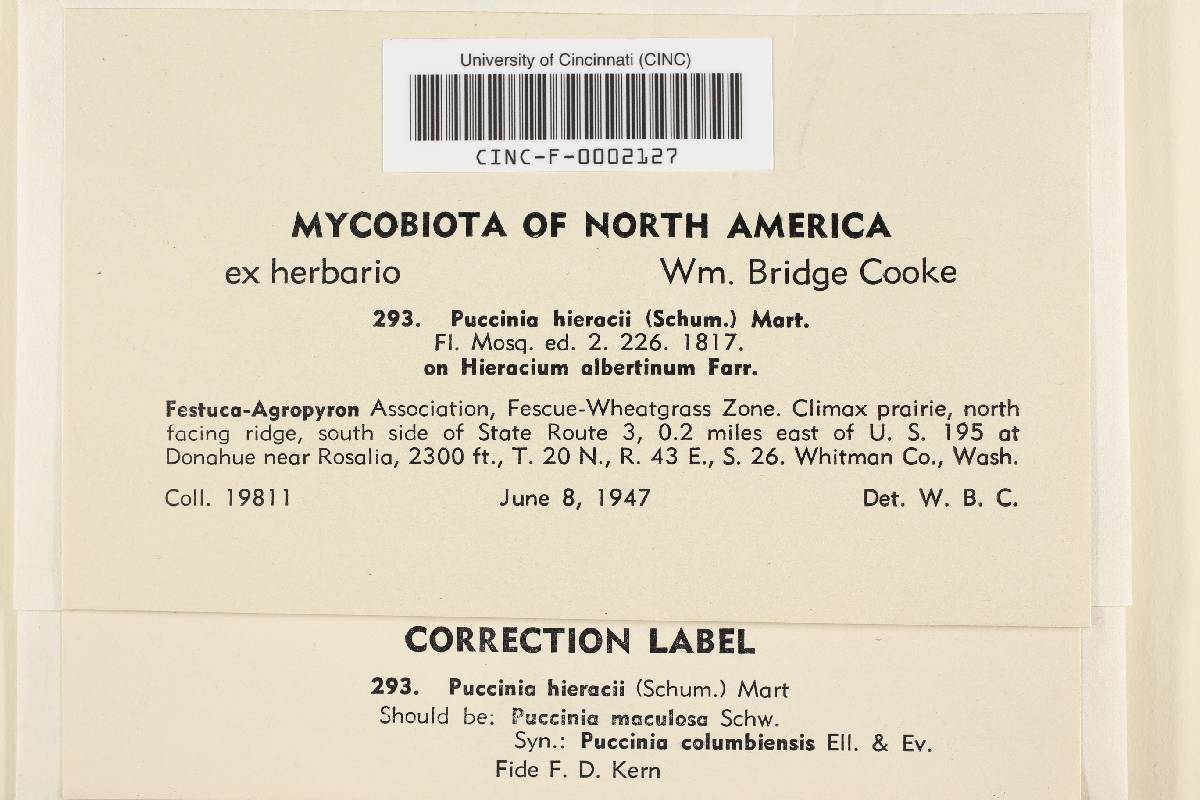 University of Cincinnati (CINC)
CINC-F-0002127
MYCOBIOTA OF NORTH AMERICA
ex herbario Wm. Bridge Cooke
293. Puccinia hieracii (Schum.) Mart.
Fl. Mosq. ed. 2. 226. 1817.
on Hieracium albertinum Farr.
Festuca-Agropyron Association, Fescue-Wheatgrass Zone. Climax prairie, north
facing ridge, south side of State Route 3, 0.2 miles east of U. S. 195 at
Donahue near Rosalia, 2300 ft., T. 20 N., R. 43 E., S. 26. Whitman Co., Wash.
Coll. 19811 June 8, 1947 Det. W. B. C.
CORRECTION LABEL
293. Puccinia hieracii (Schum.) Mart
Should be: Puccinia maculosa Schw.
Syn.: Puccinia columbiensis Ell. & Ev.
Fide F. D. Kern